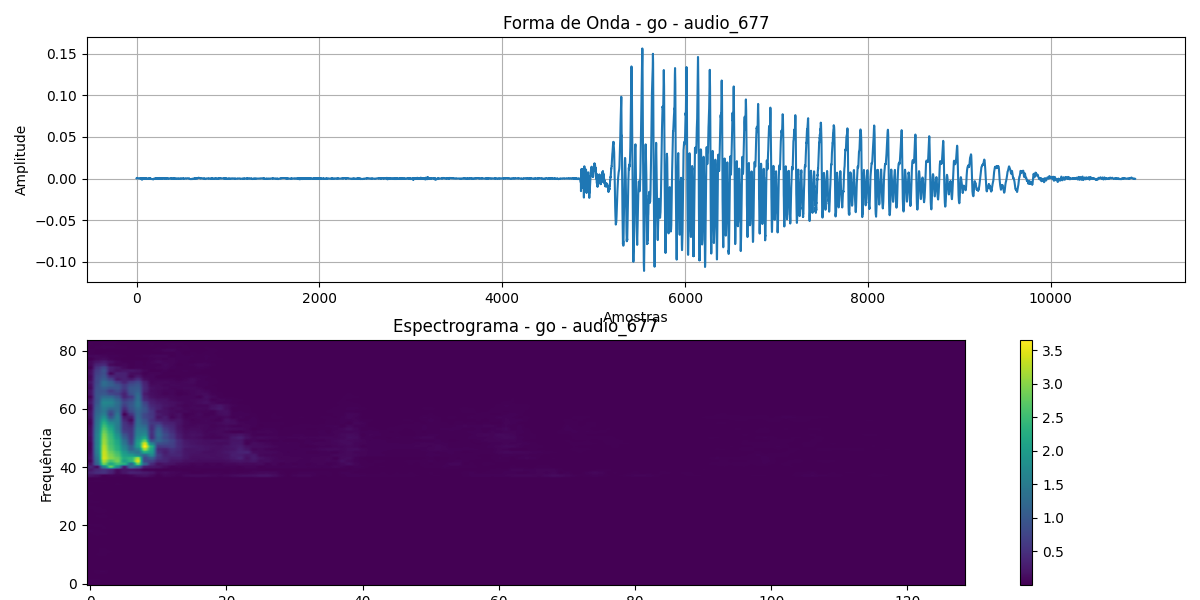 Forma de Onda - go - audio_677
Amplitude
0.15
0.10
0.05
0.00
−0.05
−0.10
0 2000 4000 6000 8000 10000
Amostras
Espectrograma - go - audio_677
Frequência
80
60
40
20
0
0 20 40 60 80 100 120
3.5
3.0
2.5
2.0
1.5
1.0
0.5